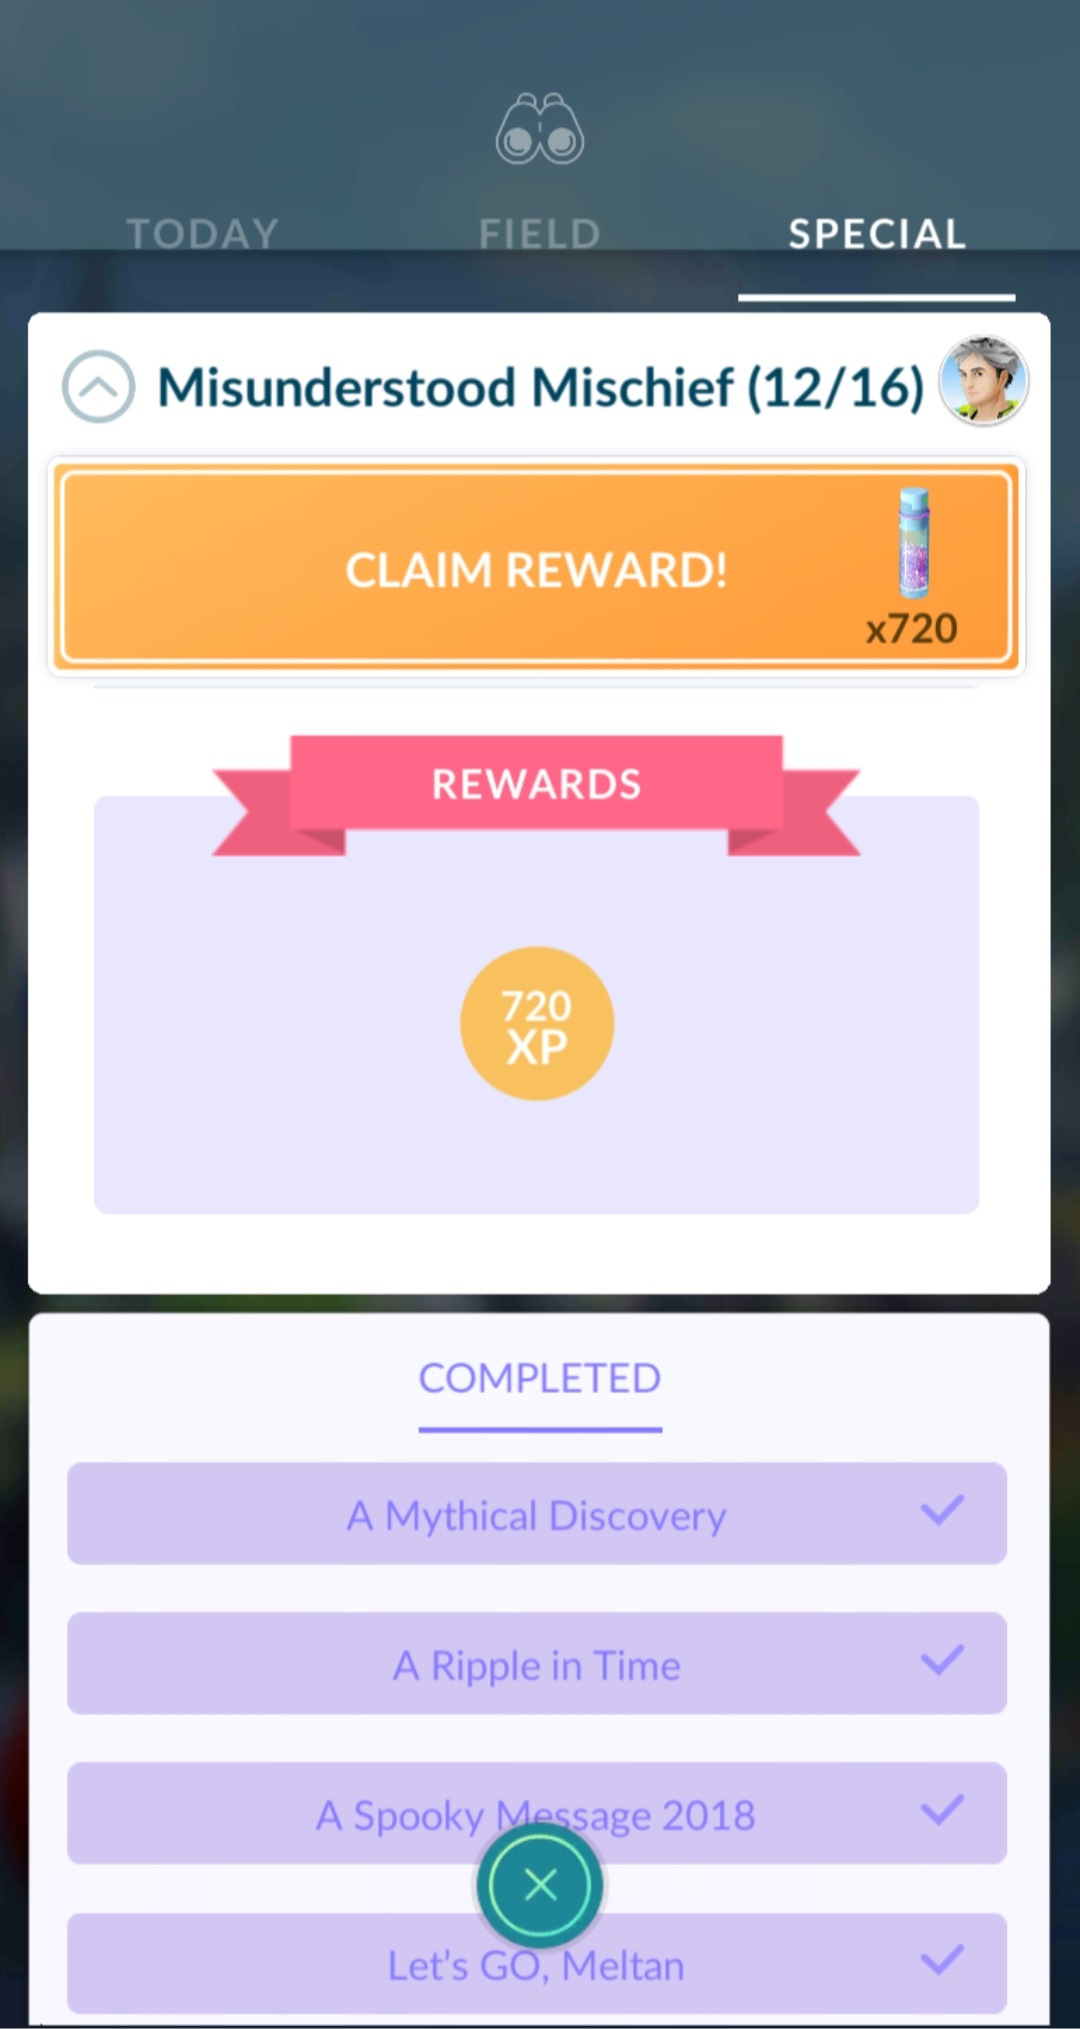 TODAY
FIELD
SPECIAL
Misunderstood Mischief (12/16)
CLAIM REWARD!
x720
REWARDS
720
XP
COMPLETED
A Mythical Discovery
A Ripple in Time
A Spooky Message 2018
Let's GO, Meltan